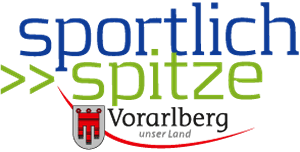 sportlich
>> spitze
Vorarlberg
unser Land